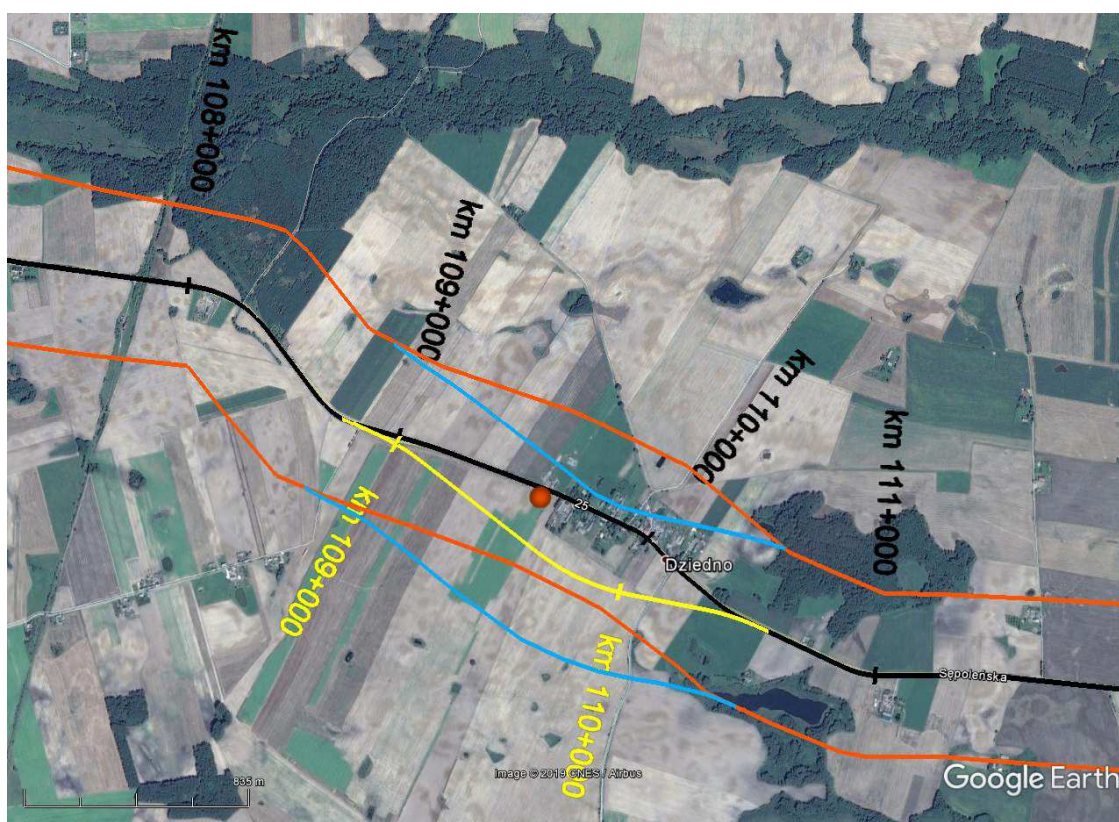 km 108+000
km 109+000
km 110+000
km 111+000
25
Dziedno
km 109+000
km 110+000
Sępoleńska
835 m
Image © 2019 CNES / Airbus
Google Earth